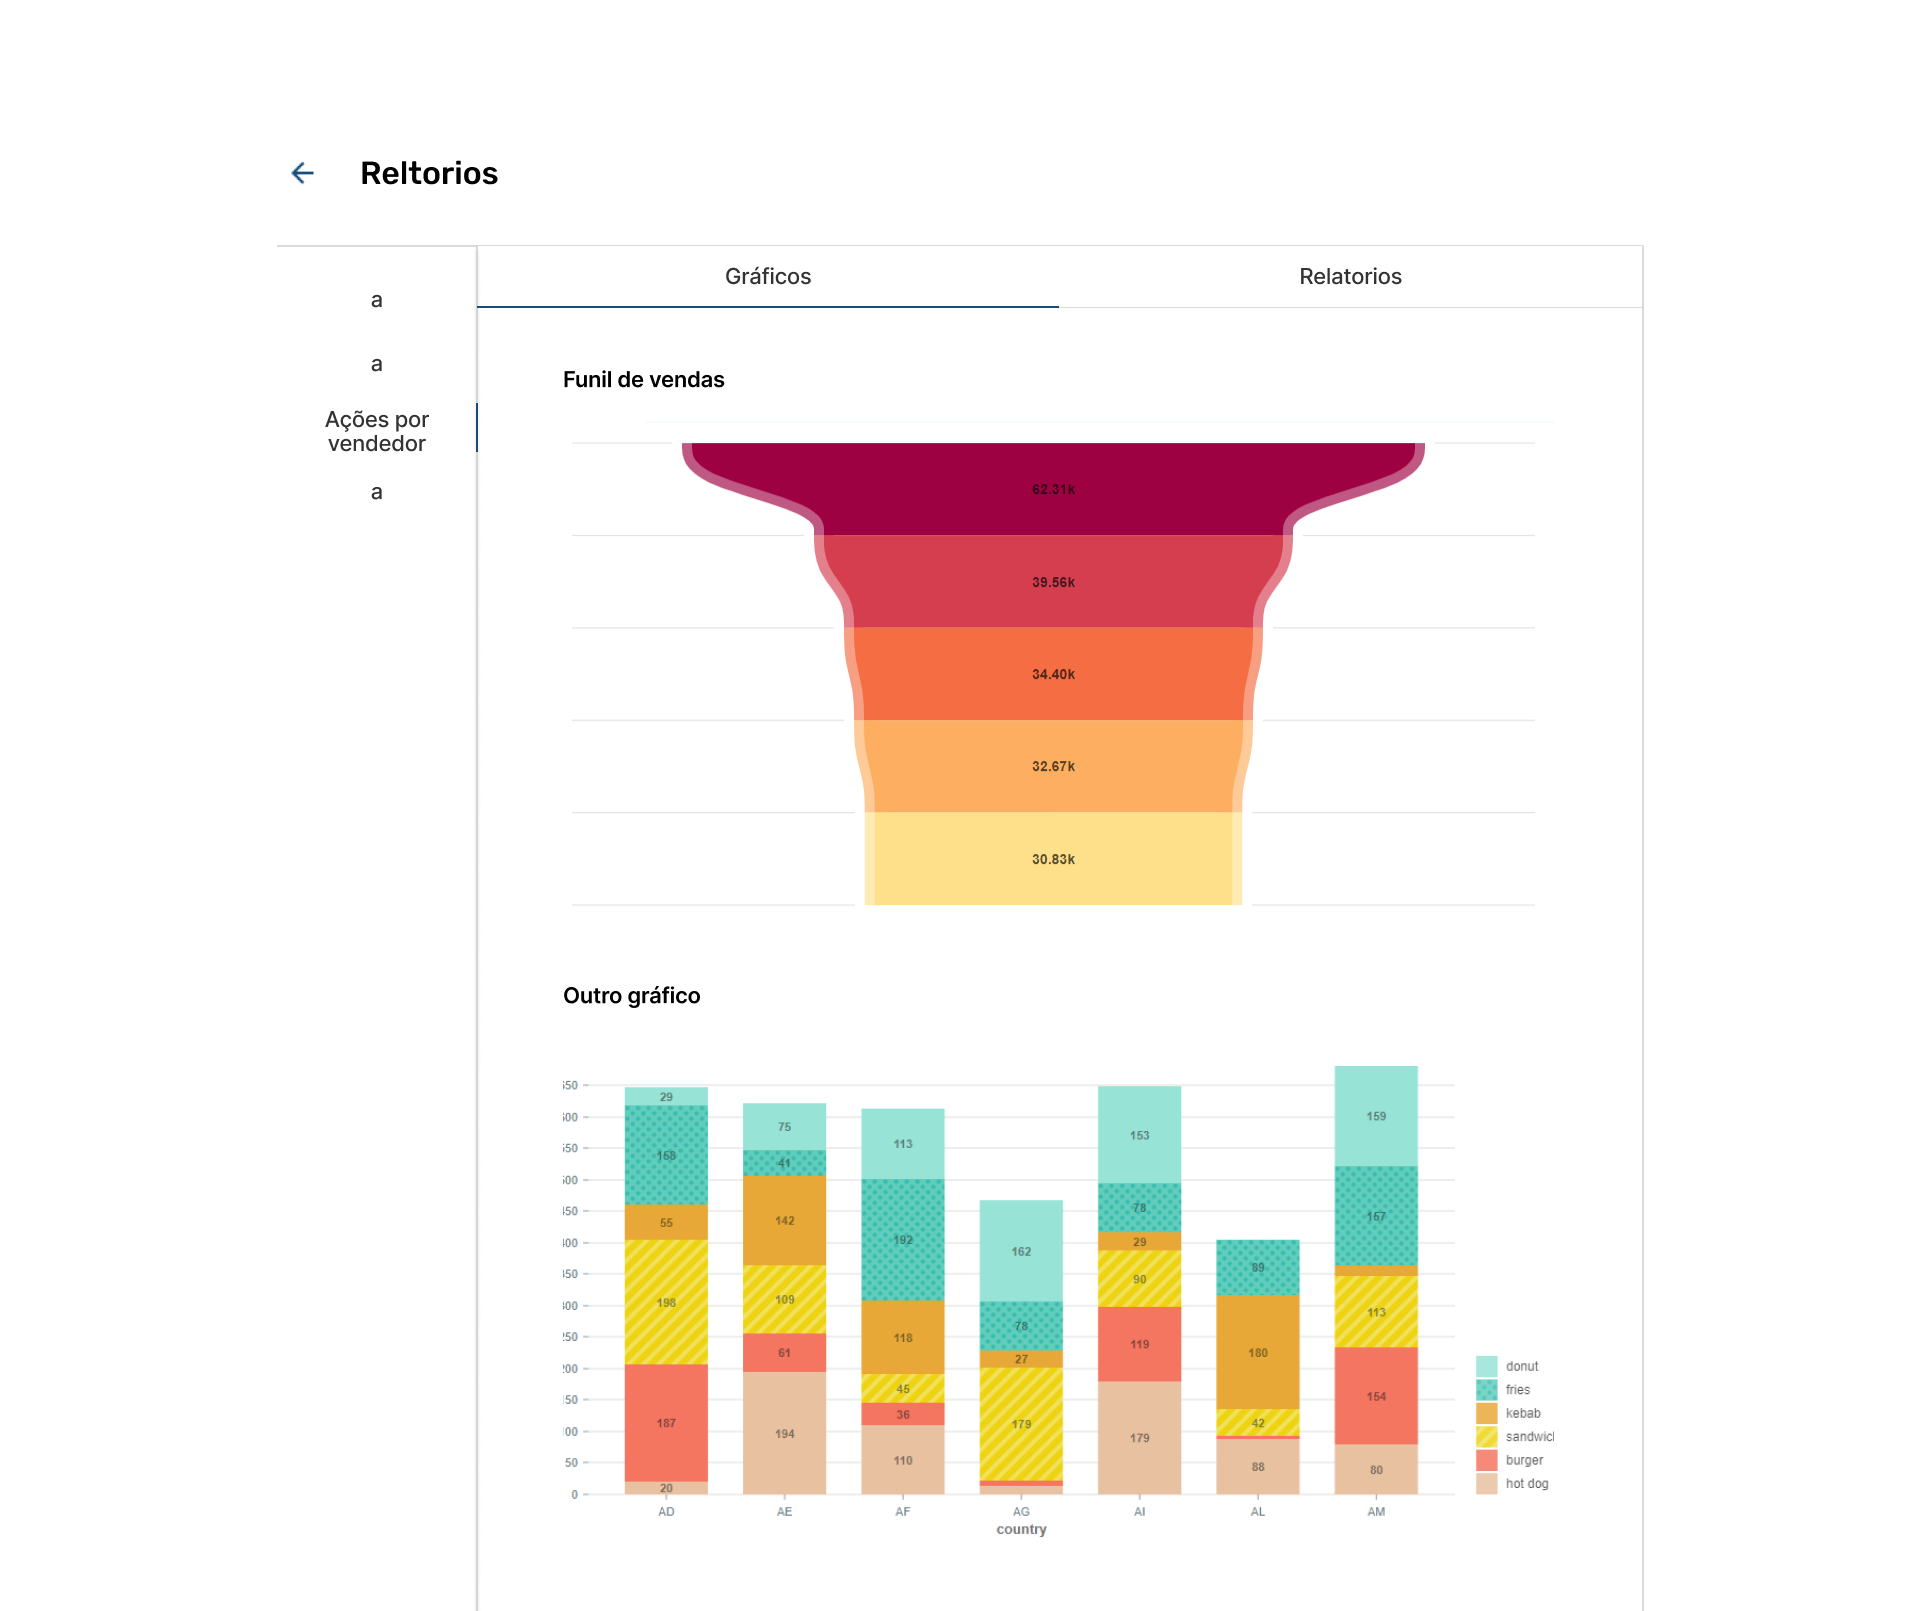 Reltorios
Gráficos
Relatorios
a
a
Ações por
vendedor
a
Funil de vendas
62.31k
39.56k
34.40k
32.67k
30.83k
Outro gráfico
50
0
29
158
55
198
187
20
75
41
142
109
61
194
113
192
118
45
36
110
162
78
27
179
153
78
29
90
119
179
89
180
42
88
159
157
113
154
80
AD
AE
AF
AG
AI
AL
AM
country
donut
fries
kebab
burger
hot dog